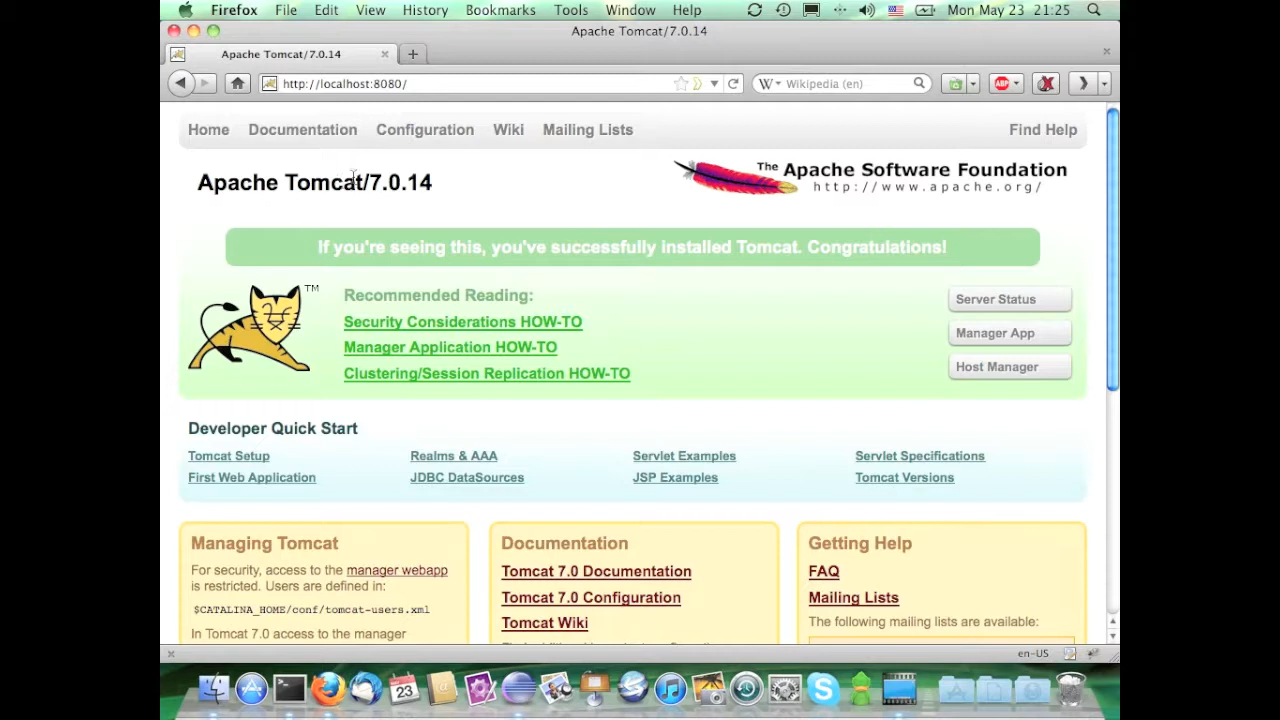 Firefox File Edit View History Bookmarks Tools Window Help Mon May 23 21:25
Apache Tomcat/7.0.14
Apache Tomcat/7.0.14
http://localhost:8080/ W Wikipedia (en) ABP
Home Documentation Configuration Wiki Mailing Lists Find Help
Apache Tomcat/7.0.14
The Apache Software Foundation
http://www.apache.org/
If you're seeing this, you've successfully installed Tomcat. Congratulations!
TM
Recommended Reading:
Security Considerations HOW-TO
Manager Application HOW-TO
Clustering/Session Replication HOW-TO
Server Status
Manager App
Host Manager
Developer Quick Start
Tomcat Setup Realms & AAA Servlet Examples Servlet Specifications
First Web Application JDBC DataSources JSP Examples Tomcat Versions
Managing Tomcat
For security, access to the manager webapp
is restricted. Users are defined in:
$CATALINA_HOME/conf/tomcat-users.xml
In Tomcat 7.0 access to the manager
Documentation
Tomcat 7.0 Documentation
Tomcat 7.0 Configuration
Tomcat Wiki
Getting Help
FAQ
Mailing Lists
The following mailing lists are available:
en-US
23